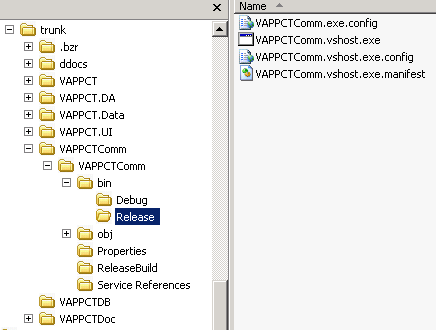 trunk
.bzr
ddocs
VAPPCT
VAPPCT.DA
VAPPCT.Data
VAPPCT.UI
VAPPCTComm
VAPPCTComm
bin
Debug
Release
obj
Properties
ReleaseBuild
Service References
VAPPCTDB
VAPPCTDoc
Name
VAPPCTComm.exe.config
VAPPCTComm.vshost.exe
VAPPCTComm.vshost.exe.config
VAPPCTComm.vshost.exe.manifest